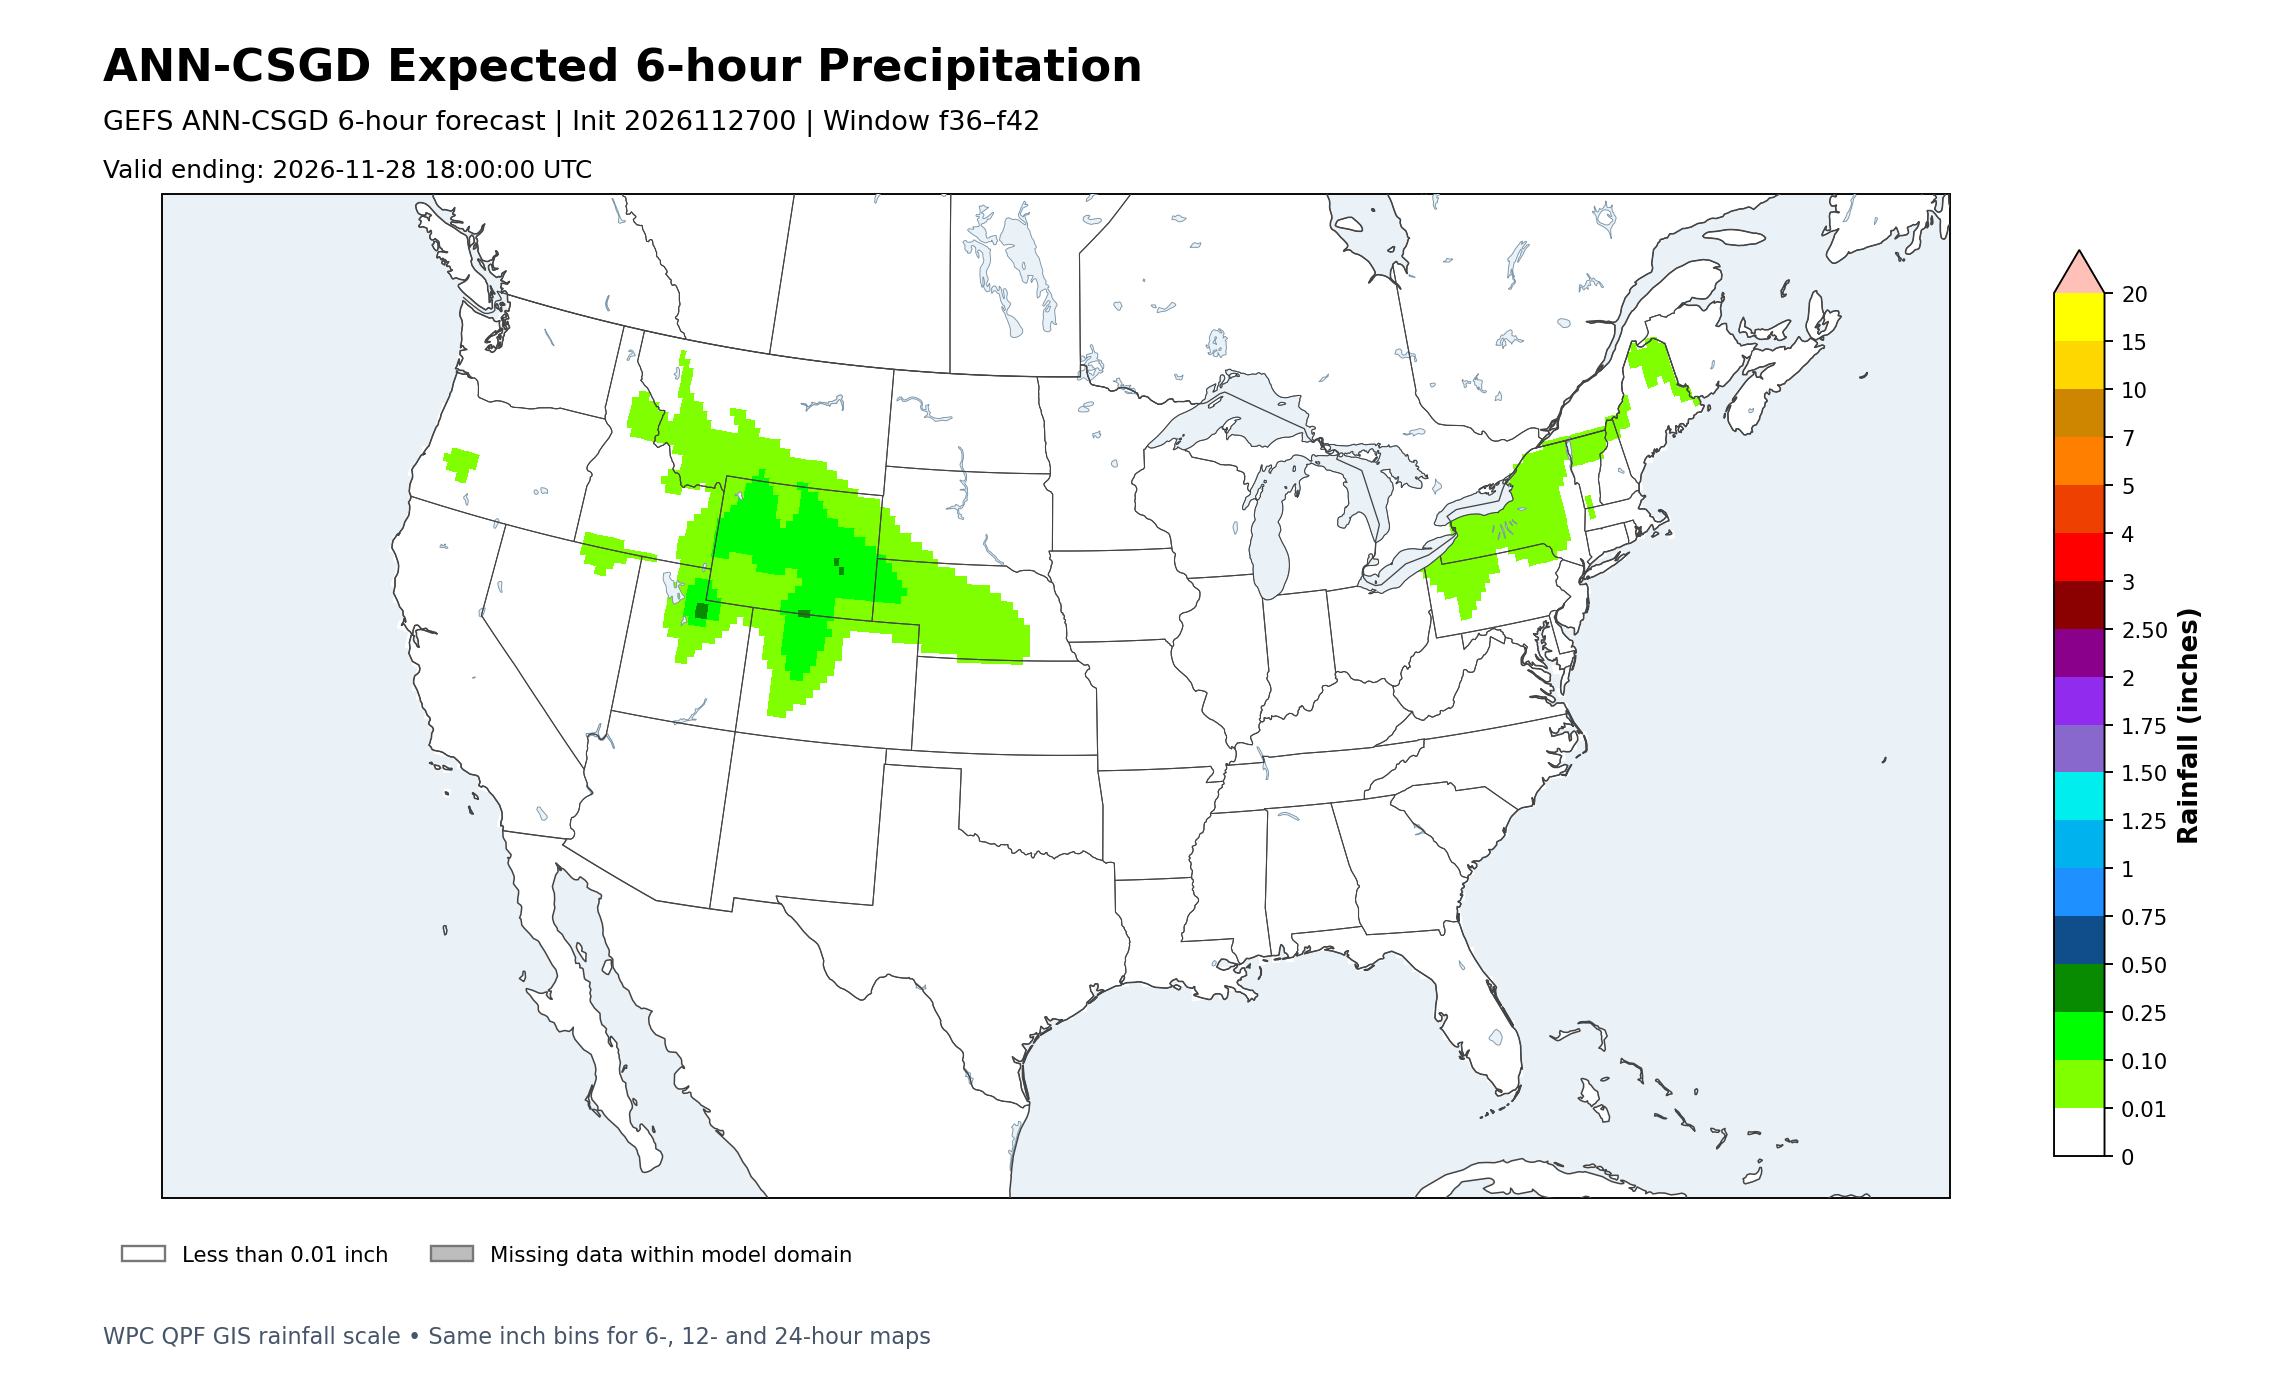 ANN-CSGD Expected 6-hour Precipitation
GEFS ANN-CSGD 6-hour forecast | Init 2026112700 | Window f36–f42
Valid ending: 2026-11-28 18:00:00 UTC
20
15
10
7
5
4
3
2.50
2
1.75
1.50
1.25
1
0.75
0.50
0.25
0.10
0.01
0
Rainfall (inches)
Less than 0.01 inch
Missing data within model domain
WPC QPF GIS rainfall scale • Same inch bins for 6-, 12- and 24-hour maps